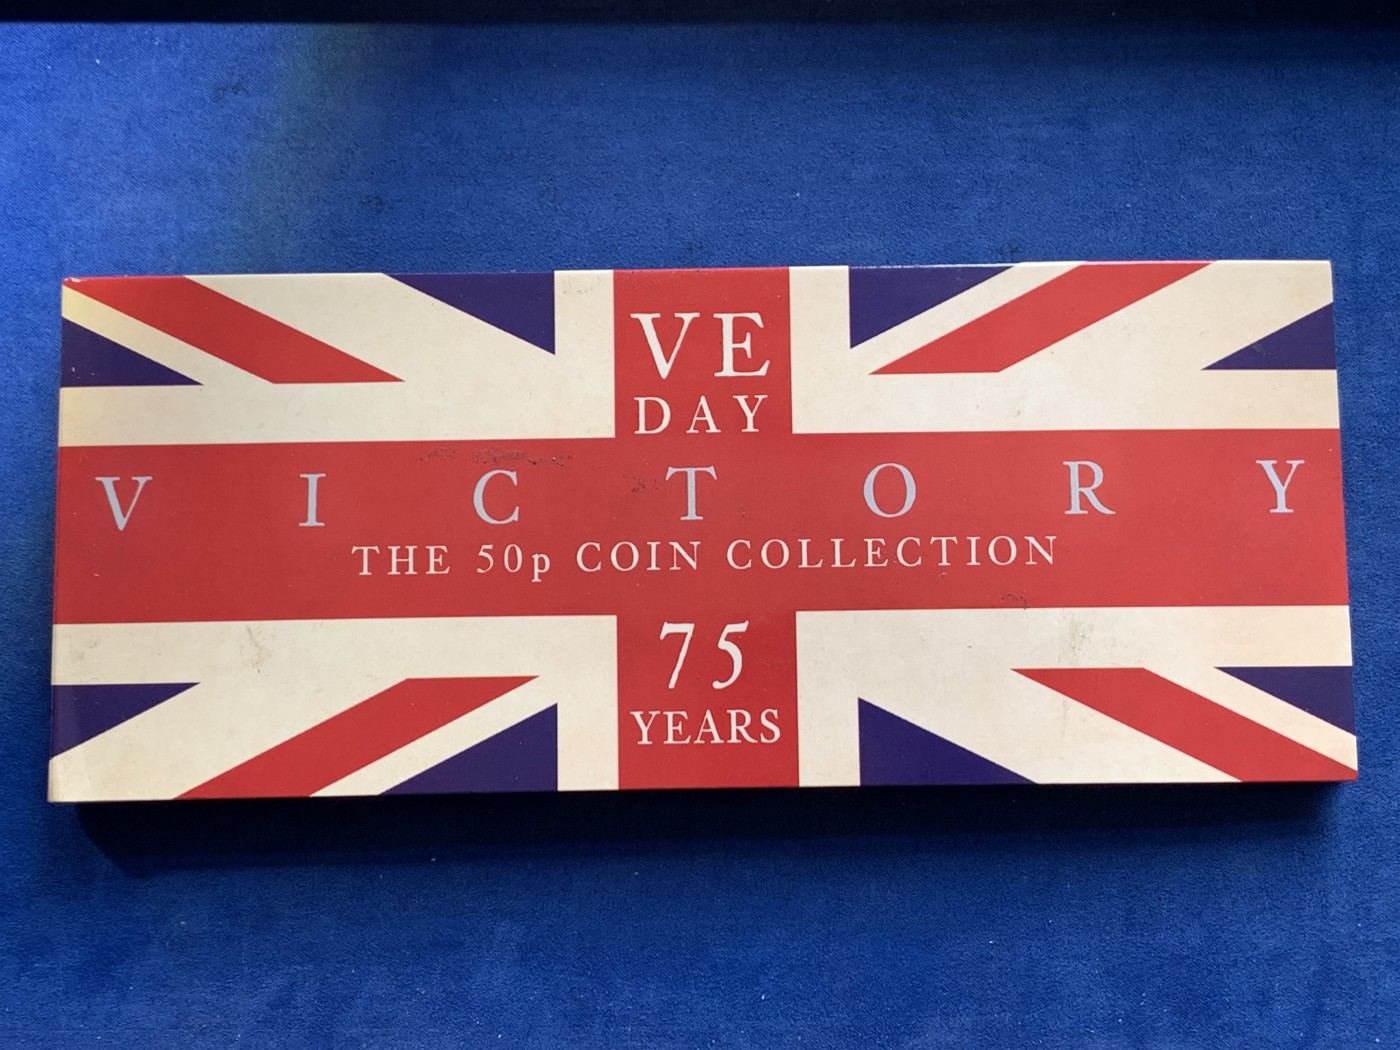 VE
DAY
VICTORY
THE 50p COIN COLLECTION
75
YEARS